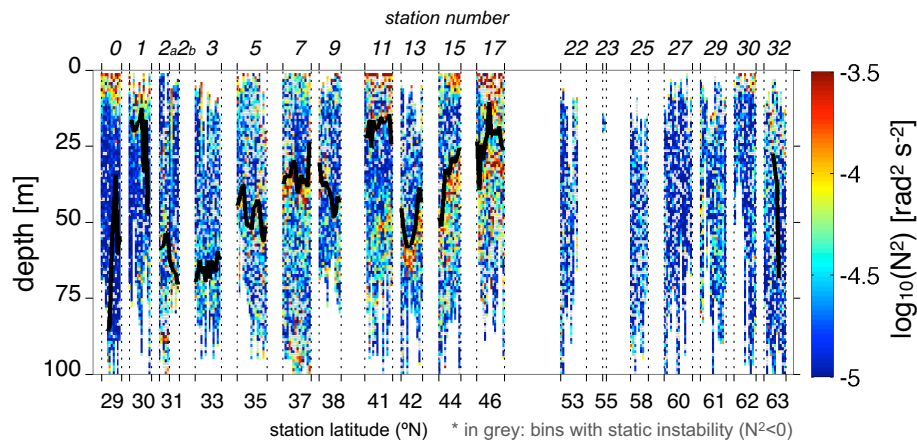 station number
0 1 2a2b 3 5 7 9 11 13 15 17 22 23 25 27 29 30 32
0
25
50
75
100
depth [m]
29 30 31 33 35 37 38 41 42 44 46 53 55 58 60 61 62 63
station latitude (ºN) * in grey: bins with static instability (N²<0)
-3.5
-4
-4.5
-5
log₁₀(N²) [rad² s⁻²]